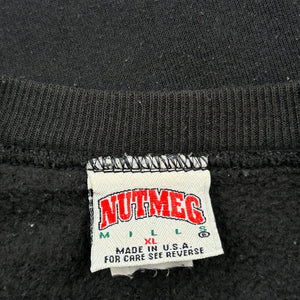 NUTMEG
MILLS ®
XL
MADE IN U.S.A.
FOR CARE SEE REVERSE